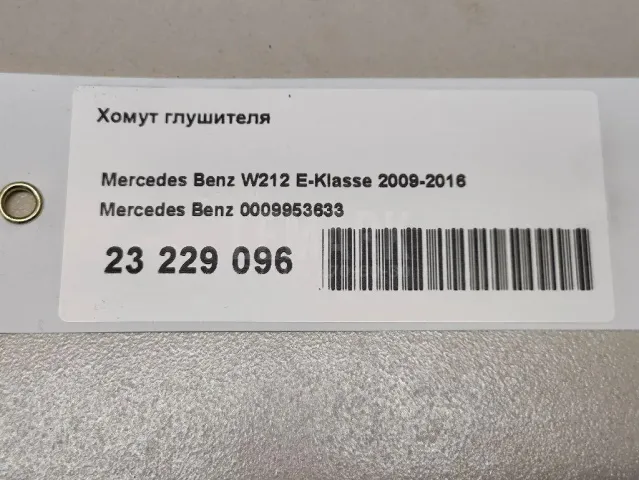 Хомут глушителя
Mercedes Benz W212 E-Klasse 2009-2016
Mercedes Benz 0009953633
23 229 096